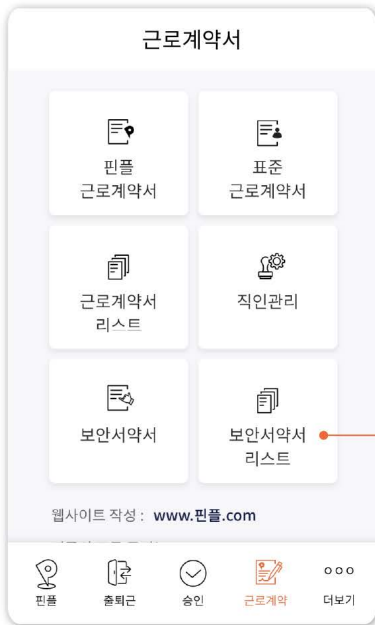 근로계약서
핀플
근로계약서
표준
근로계약서
근로계약서
리스트
직인관리
보안서약서
보안서약서
리스트
웹사이트 작성 : www.핀플.com
핀플
출퇴근
승인
근로계약
더보기